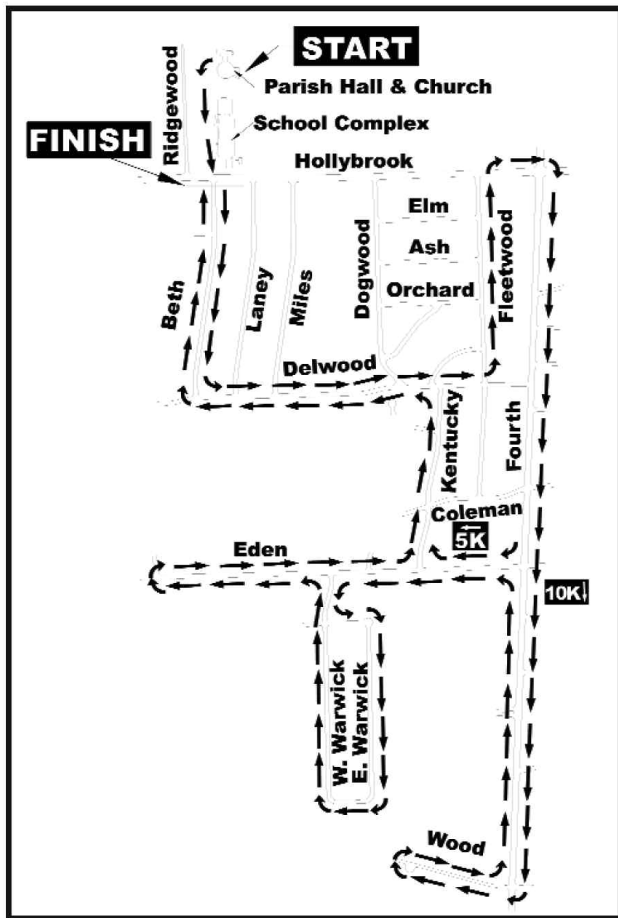 START
Parish Hall & Church
Ridgewood
School Complex
FINISH
Hollybrook
Elm
Ash
Orchard
Dogwood
Fleetwood
Beth
Laney
Miles
Delwood
Kentucky
Fourth
Coleman
5K
Eden
10K
W. Warwick
E. Warwick
Wood